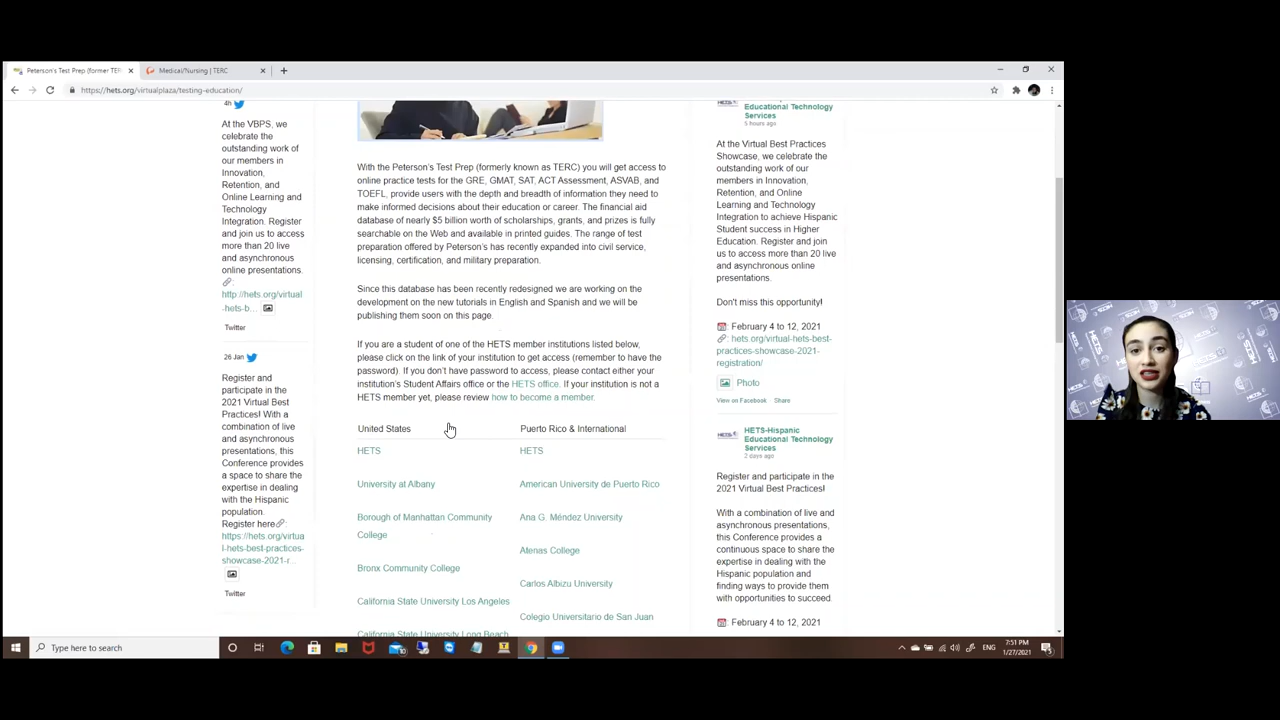 Peterson's Test Prep (former TER
Medical/Nursing | TERC
https://hets.org/virtualplaza/testing-education/
4h
At the VBPS, we
celebrate the
outstanding work
of our
members in
Innovation,
Retention, and
Online Learning
and Technology
Integration. Register
and join us to access
more than 20 live
and asynchronous
online presentations.
:
http //hets.org/virtual
-hets-b...
Twitter
26 Jan
Register and
participate in the
2021 Virtual Best
Practices! With a
combination of live
and asynchronous
presentations, this
Conference provides
a space to share the
expertise in dealing
with the Hispanic
population.
Register here :
https://hets.org/virtua
l-hets-best-practices-
showcase-2021-r...
Twitter
With the Peterson's Test Prep (formerly known as TERC) you will get access to
online practice tests for the GRE, GMAT, SAT, ACT Assessment, ASVAB, and
TOEFL, provide users with the depth and breadth of information they need to
make informed decisions about their education or career. The financial aid
database of nearly $5 billion worth of scholarships, grants, and prizes is fully
searchable on the Web and available in printed guides. The range of test
preparation offered by Peterson's has recently expanded into civil service,
licensing, certification, and military preparation.
Since this database has been recently redesigned we are working on the
development on the new tutorials in English and Spanish and we will be
publishing them soon on this page.
If you are a student of one of the HETS member institutions listed below,
please click on the link of your institution to get access (remember to have the
password). If you don't have password to access, please contact either your
institution's Student Affairs office or the HETS office. If your institution is not a
HETS member yet, please review how to become a member.
United States
HETS
University at Albany
Borough of Manhattan Community
College
Bronx Community College
California State University Los Angeles
California State University Long Beach
Puerto Rico & International
HETS
American University de Puerto Rico
Ana G. Méndez University
Atenas College
Carlos Albizu University
Colegio Universitario de San Juan
Educational Technology
Services
5 hours ago
At the Virtual Best Practices
Showcase, we celebrate the
outstanding work of our
members in Innovation,
Retention, and Online
Learning and Technology
Integration to achieve Hispanic
Student success in Higher
Education. Register and join
us to access more than 20 live
and asynchronous online
presentations.
Don't miss this opportunity!
: February 4 to 12, 2021
: hets org/virtual-hets-best-
practices-showcase-2021-
registration/
Photo
View on Facebook · Share
HETS-Hispanic
Educational Technology
Services
2 days ago
Register and participate in the
2021 Virtual Best Practices!
With a combination of live and
asynchronous presentations,
this Conference provides a
continuous space to share the
expertise in dealing with the
Hispanic population and
finding ways to provide them
with opportunities to succeed.
: February 4 to 12, 2021
Type here to search
ENG
7:51 PM
1/27/2021